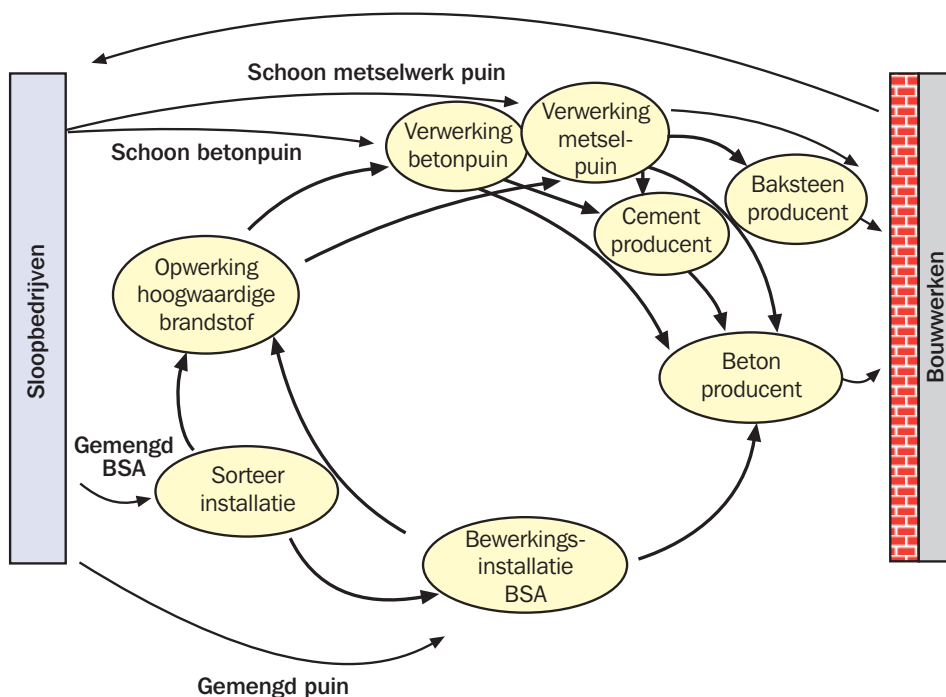 Schoon metselwerk puin
Schoon betonpuin
Verwerking
betonpuin
Verwerking
metsel-
puin
Baksteen
producent
Cement
producent
Opwerking
hoogwaardige
brandstof
Sloopbedrijven
Bouwwerken
Beton
producent
Gemengd
BSA
Sorteer
installatie
Bewerkings-
installatie
BSA
Gemengd puin